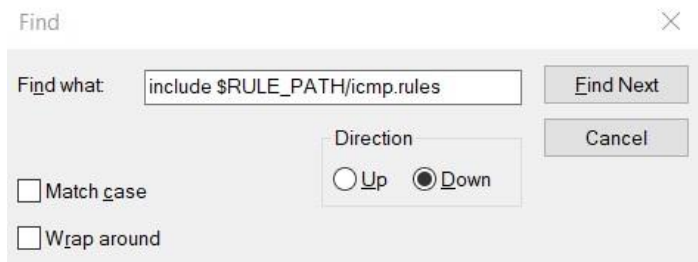 Find
Find what:
include $RULE_PATH/icmp.rules
Find Next
Direction
Cancel
Up
Down
Match case
Wrap around